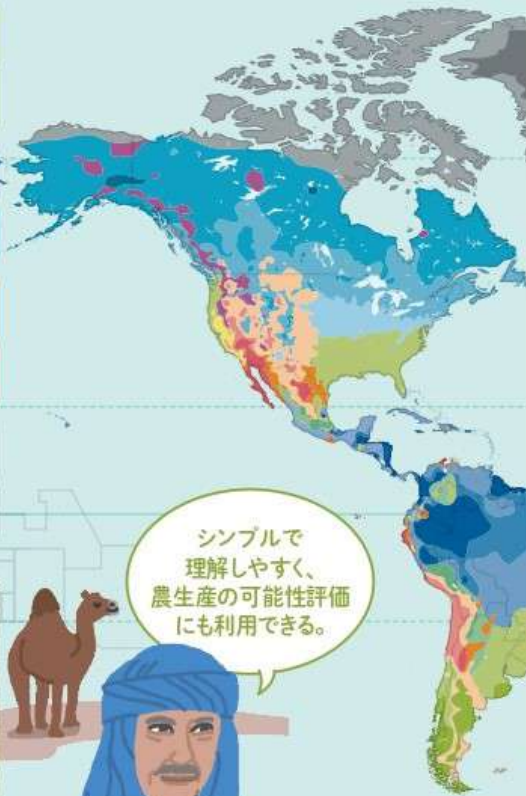 シンプルで
理解しやすく、
農生産の可能性評価
にも利用できる。